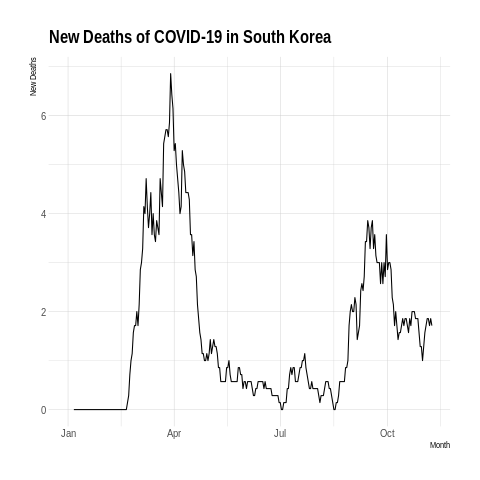 New Deaths of COVID-19 in South Korea
New Deaths
6
4
2
0
Jan Apr Jul Oct
Month